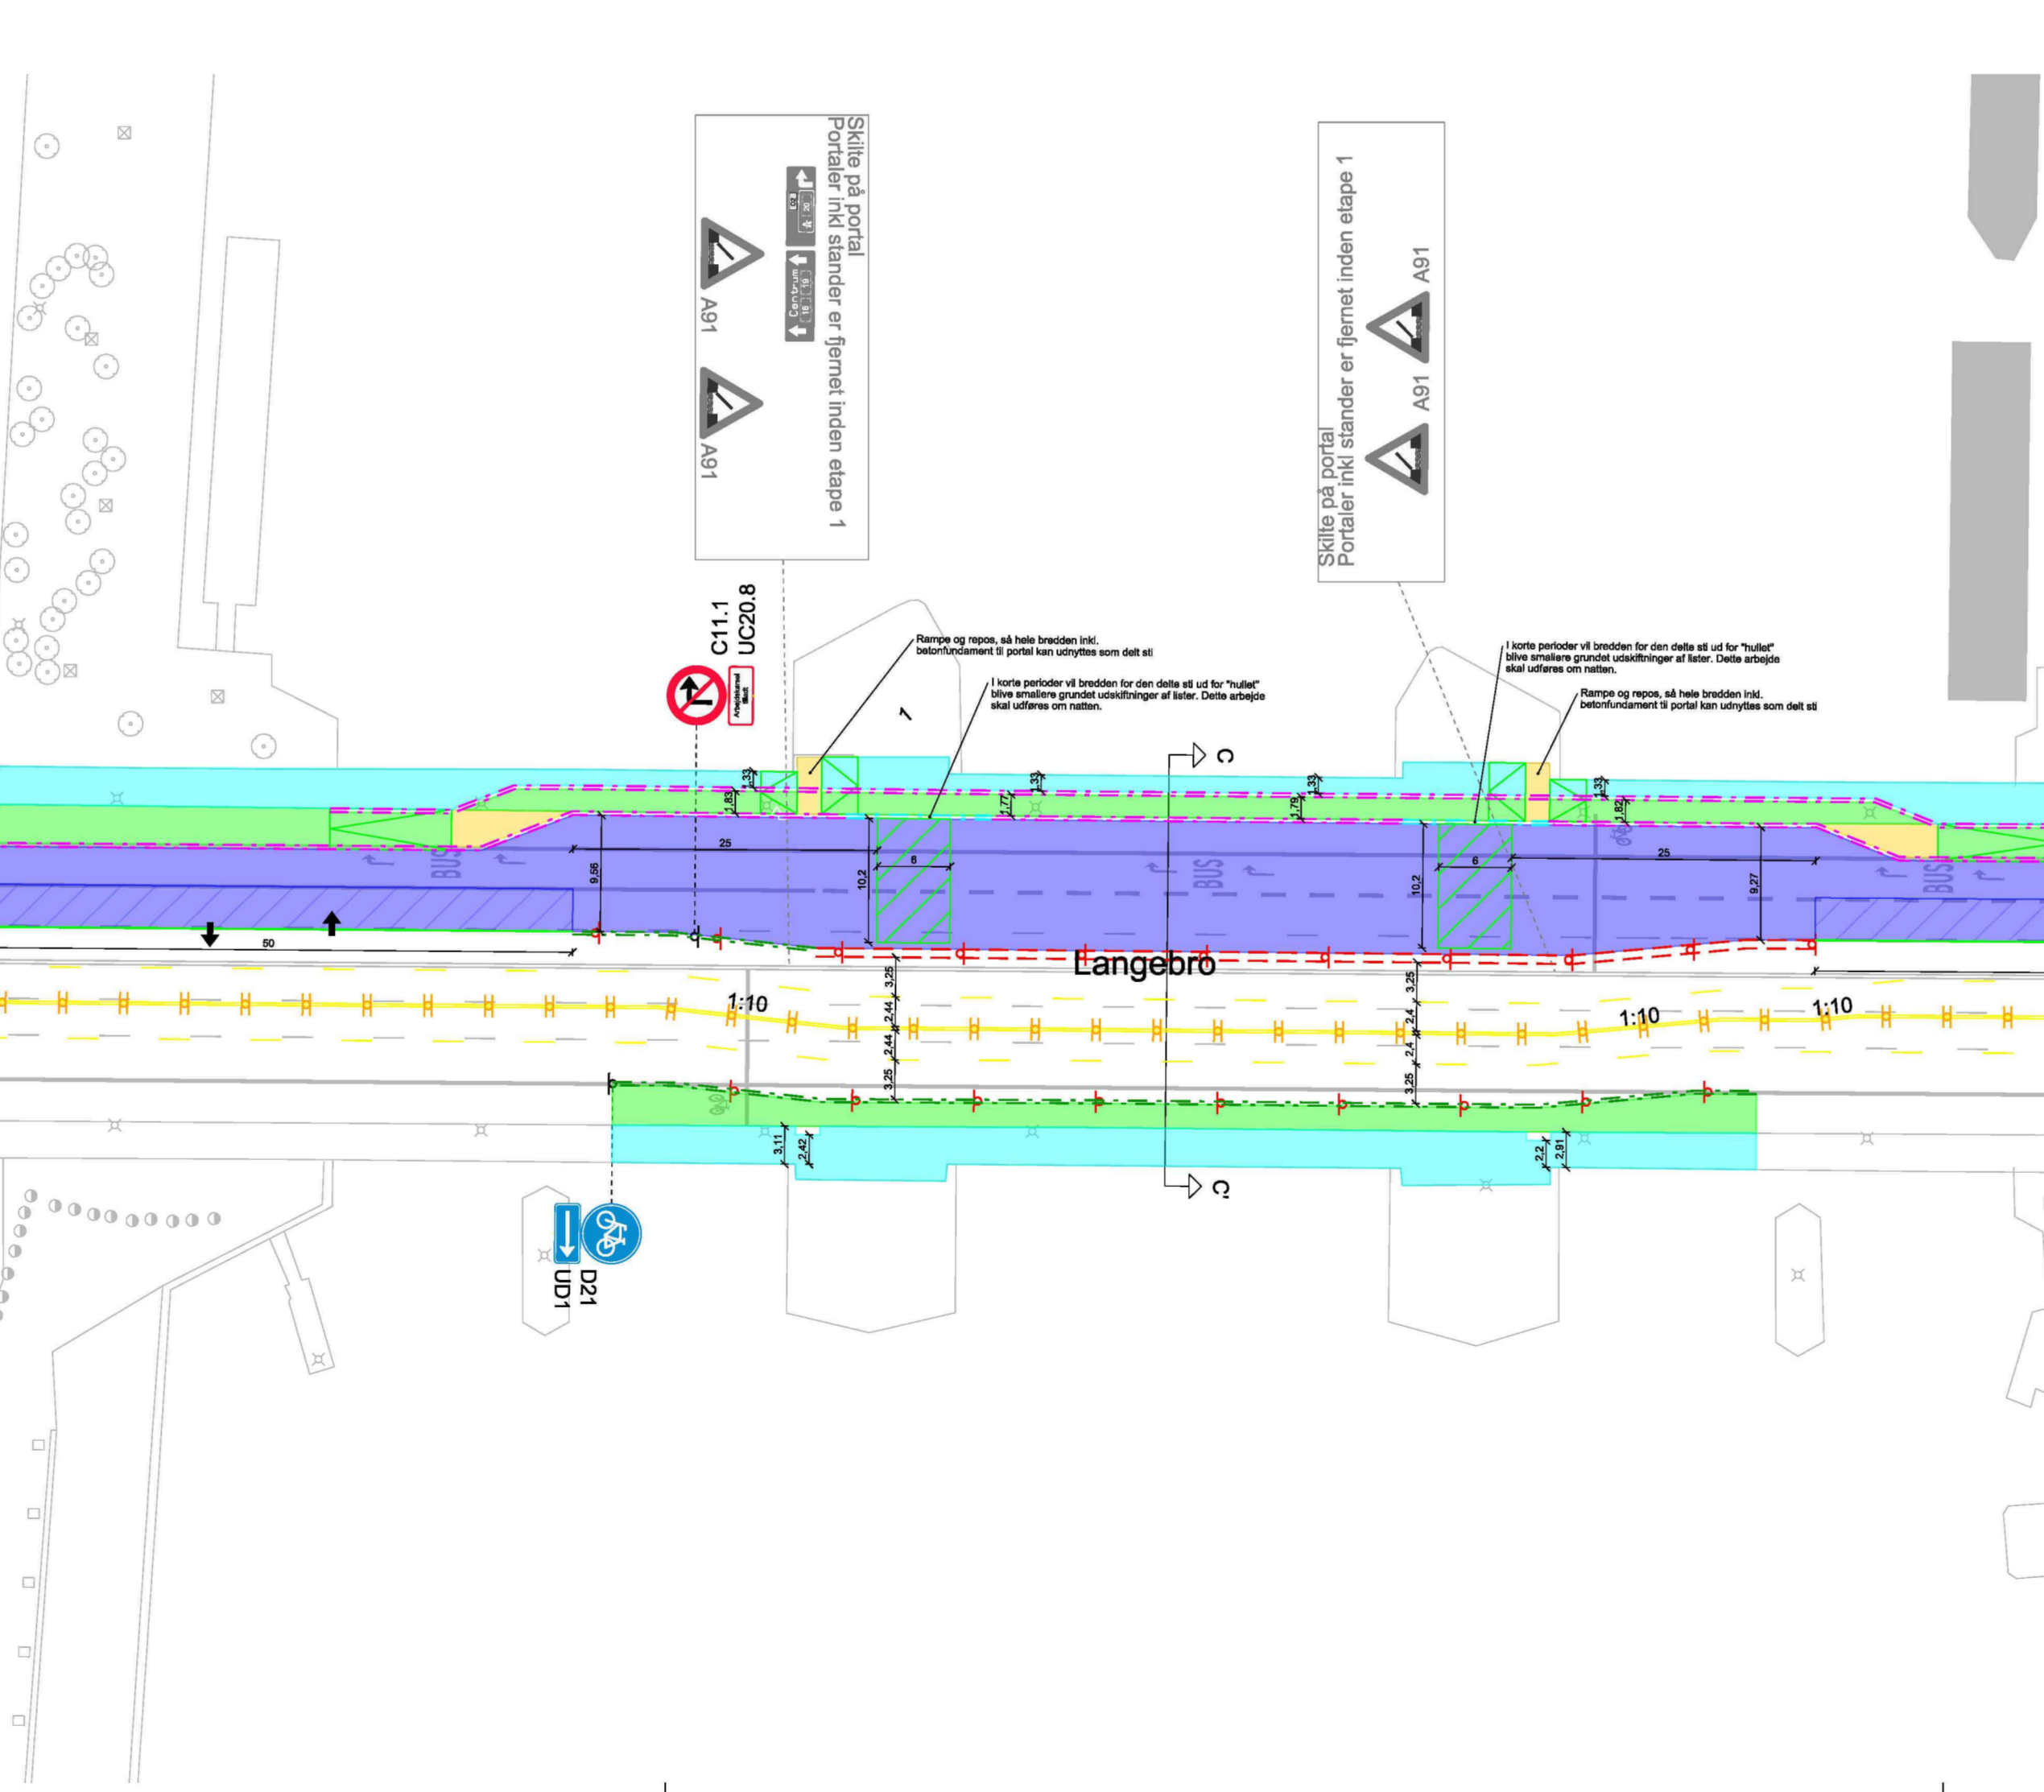 Skilte på portal
Portaler inkl stander er fjernet inden etape 1
Centrum
A91
A91
Skilte på portal
Portaler inkl stander er fjernet inden etape 1
A91
A91
C11.1
UC20.8
Arbejdskørsel
tilladt
Rampe og repos, så hele bredden inkl.
betonfundament til portal kan udnyttes som delt sti
I korte perioder vil bredden for den delte sti ud for "hullet"
blive smallere grundet udskiftninger af lister. Dette arbejde
skal udføres om natten.
1
I korte perioder vil bredden for den delte sti ud for "hullet"
blive smallere grundet udskiftninger af lister. Dette arbejde
skal udføres om natten.
Rampe og repos, så hele bredden inkl.
betonfundament til portal kan udnyttes som delt sti
C
1,33
1,83
1,33
1,77
1,33
1,79
1,33
1,82
BUS
25
9,56
10,2
6
BUS
10,2
6
25
9,27
BUS
50
Langebro
1:10
3,25
2,44
2,44
3,25
3,25
2,4
2,4
3,25
1:10
1:10
3,11
2,42
2,2
2,91
C'
D21
UD1